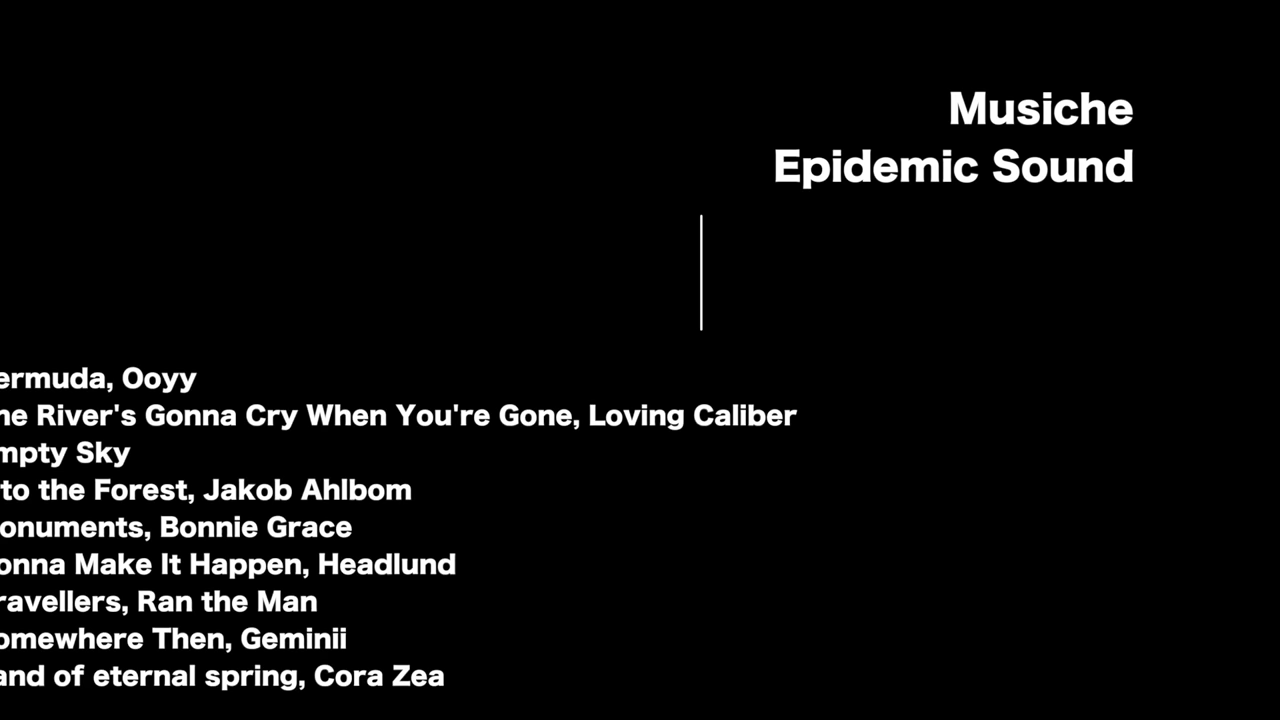 Musiche
Epidemic Sound
ermuda, Ooyy
he River's Gonna Cry When You're Gone, Loving Caliber
mpty Sky
to the Forest, Jakob Ahlbom
onuments, Bonnie Grace
onna Make It Happen, Headlund
ravellers, Ran the Man
omewhere Then, Geminii
and of eternal spring, Cora Zea